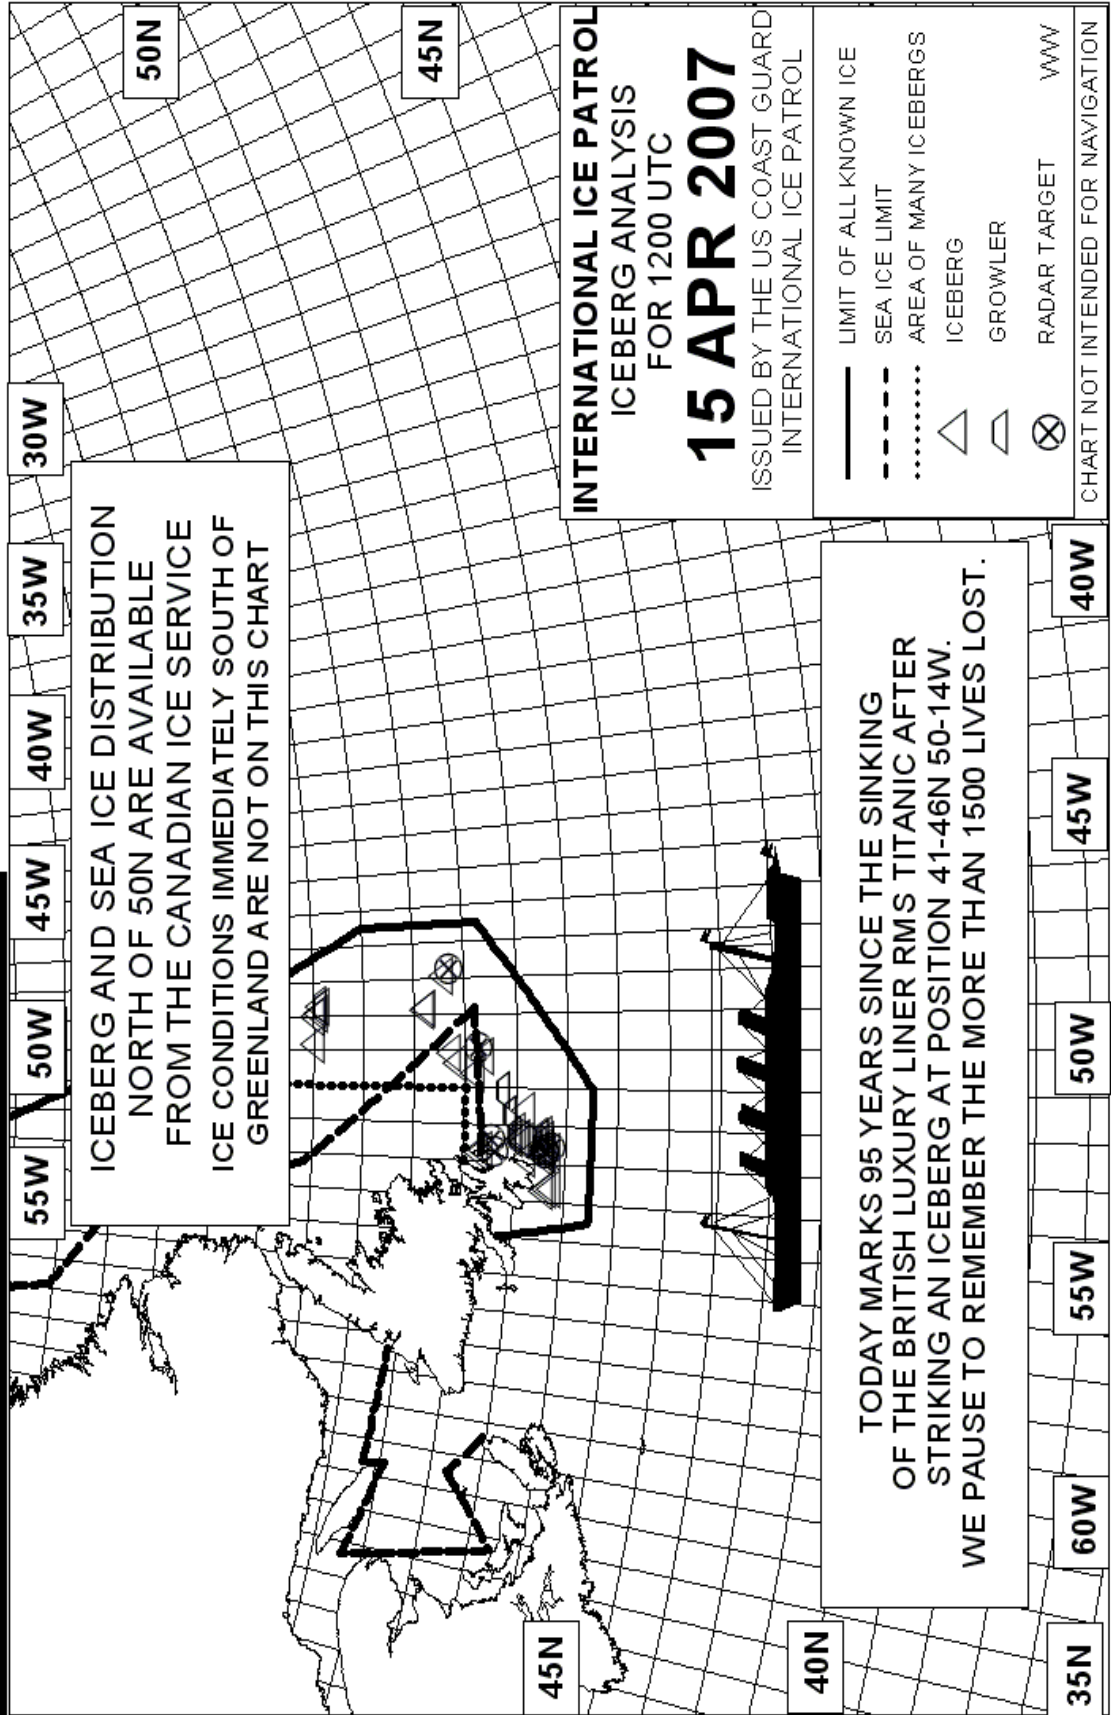 55W
50W
45W
40W
35W
30W
50N
45N
ICEBERG AND SEA ICE DISTRIBUTION
NORTH OF 50N ARE AVAILABLE
FROM THE CANADIAN ICE SERVICE
ICE CONDITIONS IMMEDIATELY SOUTH OF
GREENLAND ARE NOT ON THIS CHART
INTERNATIONAL ICE PATROL
ICEBERG ANALYSIS
FOR 1200 UTC
15 APR 2007
ISSUED BY THE US COAST GUARD
INTERNATIONAL ICE PATROL
LIMIT OF ALL KNOWN ICE
SEA ICE LIMIT
AREA OF MANY ICEBERGS
ICEBERG
GROWLER
RADAR TARGET VVV
CHART NOT INTENDED FOR NAVIGATION
TODAY MARKS 95 YEARS SINCE THE SINKING
OF THE BRITISH LUXURY LINER RMS TITANIC AFTER
STRIKING AN ICEBERG AT POSITION 41-46N 50-14W.
WE PAUSE TO REMEMBER THE MORE THAN 1500 LIVES LOST.
45N
40N
35N
60W
55W
50W
45W
40W